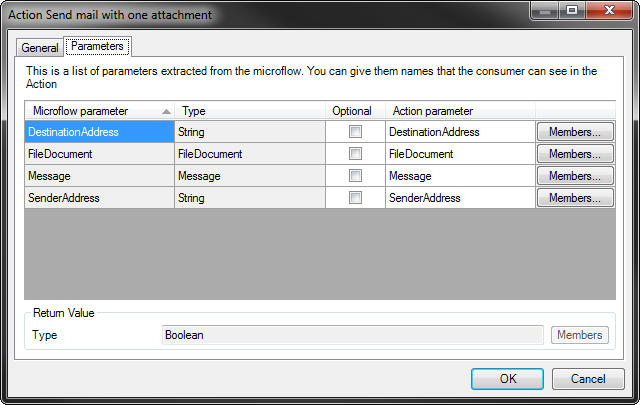 Action Send mail with one attachment
General Parameters
This is a list of parameters extracted from the microflow. You can give them names that the consumer can see in the
Action
Microflow parameter Type Optional Action parameter
DestinationAddress String DestinationAddress Members...
FileDocument FileDocument FileDocument Members...
Message Message Message Members...
SenderAddress String SenderAddress Members...
Return Value
Type Boolean Members
OK Cancel